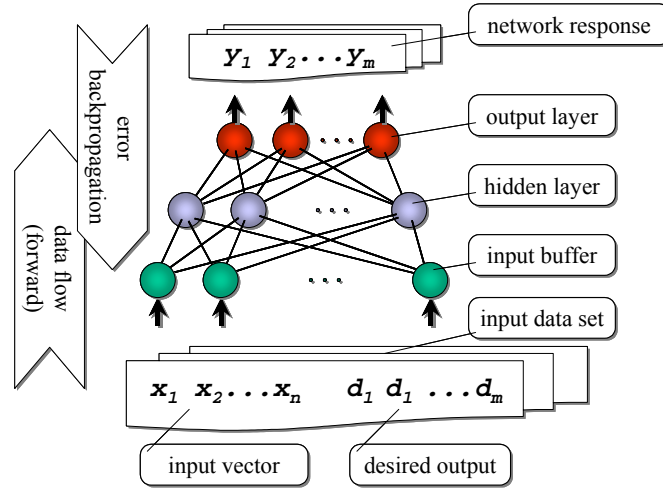 network response
y1 y2...ym
error
backpropagation
output layer
hidden layer
data flow
(forward)
input buffer
input data set
x1 x2...xn d1 d1 ...dm
input vector
desired output